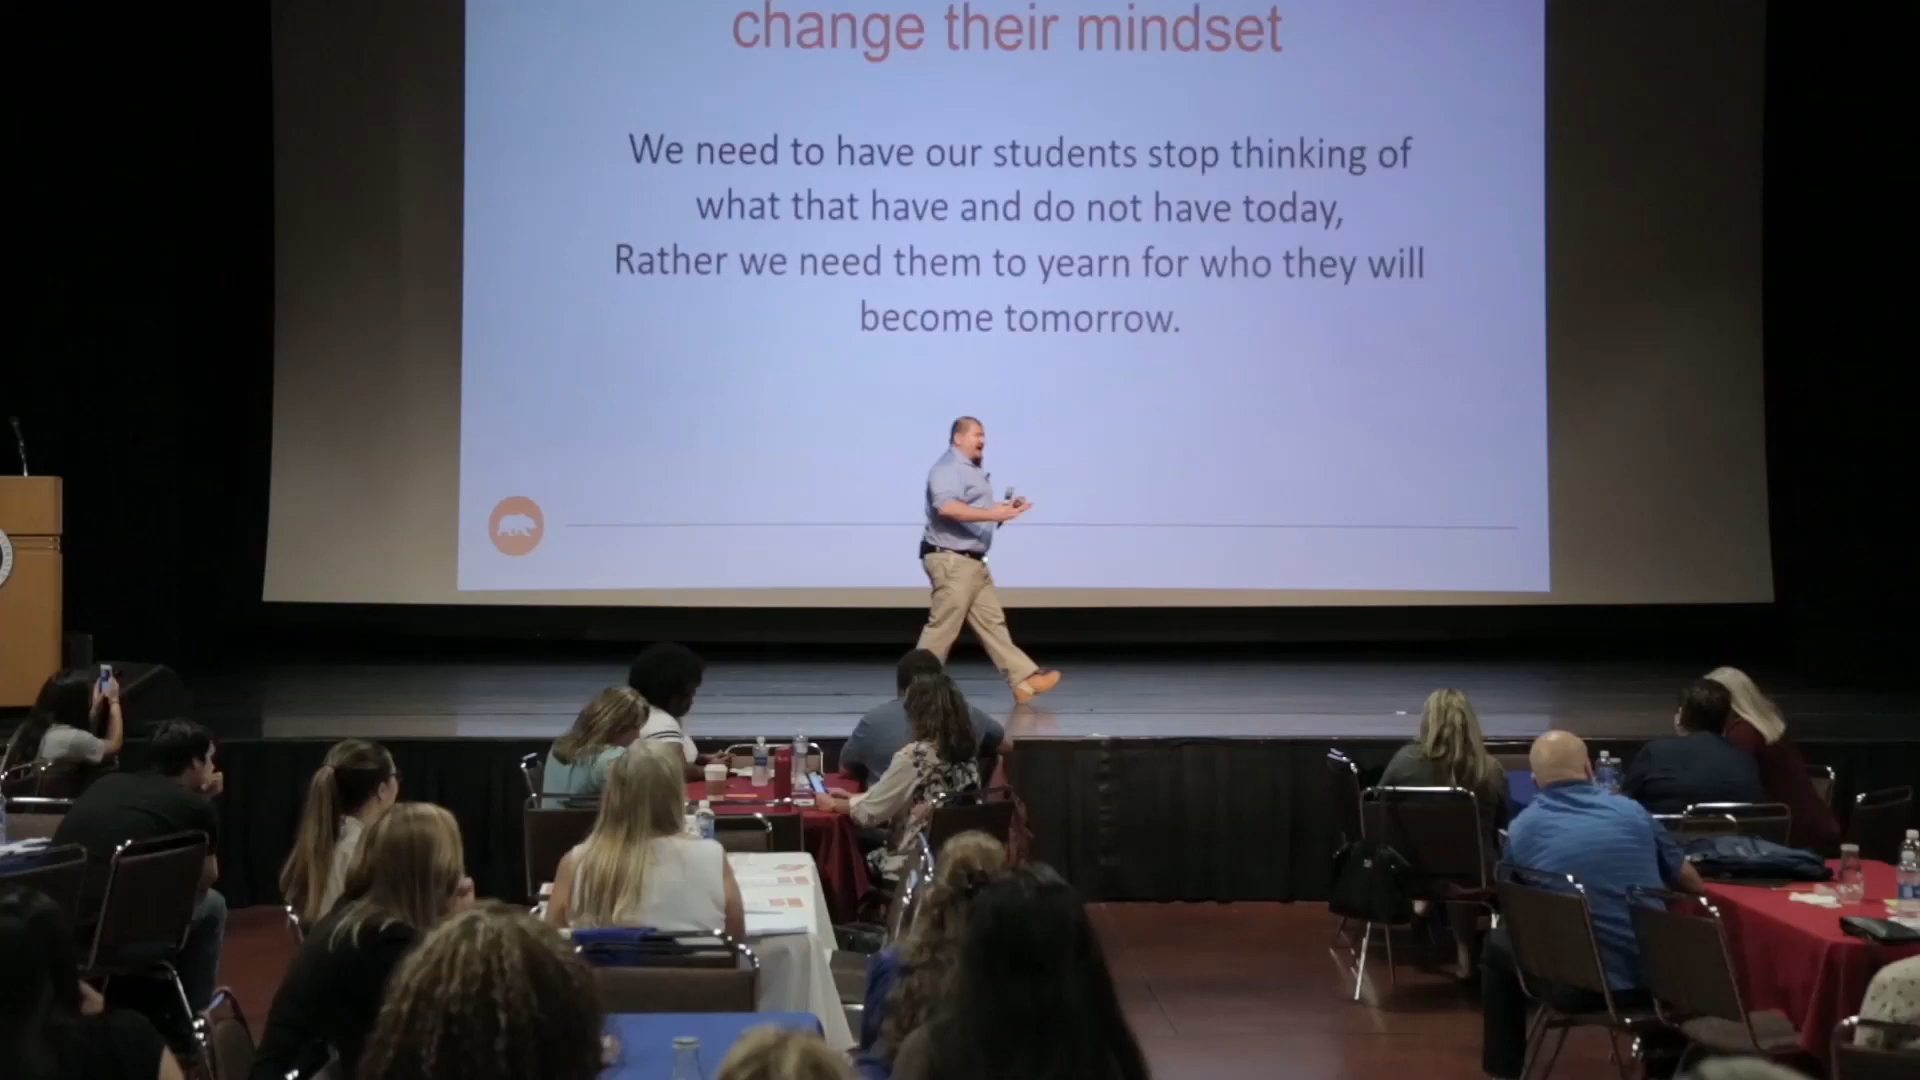 change their mindset
We need to have our students stop thinking of
what that have and do not have today,
Rather we need them to yearn for who they will
become tomorrow.